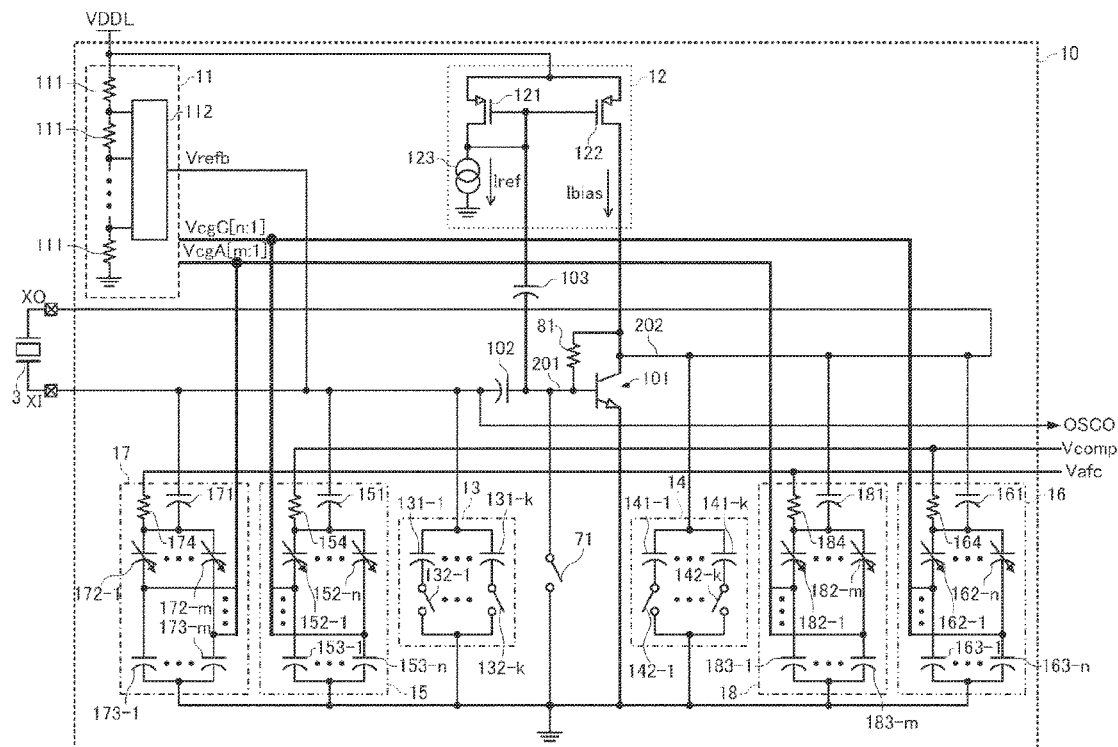 VDDL
10
11
12
111
121
112
111
122
Vrefb
123
Iref
Ibias
111
VcgC[n:1]
VcgA[m:1]
103
XO
81
202
102
201
101
3
XI
OSCO
Vcomp
Vafc
17
171
151
131-1
13
131-k
141-1
14
141-k
181
161
16
174
154
132-1
71
142-k
184
164
172-1
172-m
152-n
182-m
162-n
173-m
152-1
132-k
142-1
182-1
162-1
153-1
153-n
183-1
163-1
163-n
173-1
15
18
183-m